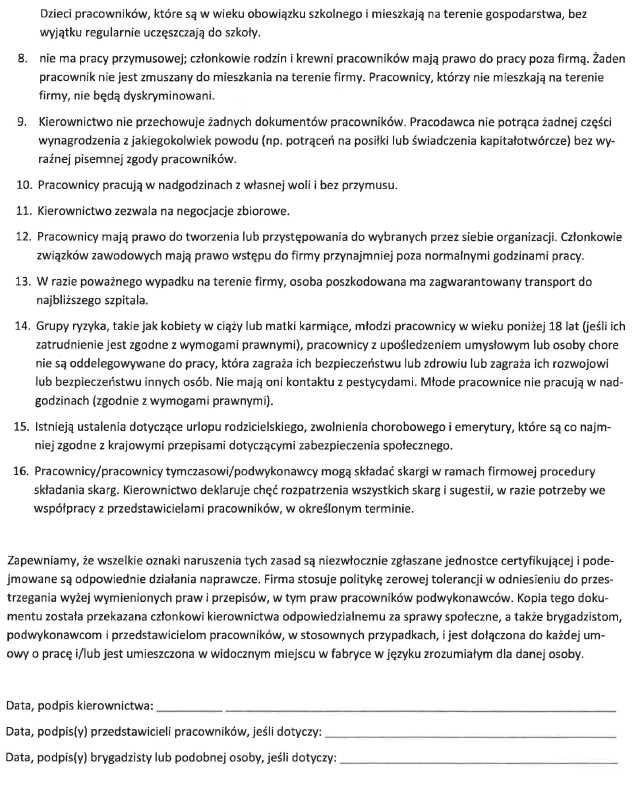 Dzieci pracowników, które są w wieku obowiązku szkolnego i mieszkają na terenie gospodarstwa, bez
wyjątku regularnie uczęszczają do szkoły.
8. nie ma pracy przymusowej; członkowie rodzin i krewni pracowników mają prawo do pracy poza firmą. Żaden
pracownik nie jest zmuszany do mieszkania na terenie firmy. Pracownicy, którzy nie mieszkają na terenie
firmy, nie będą dyskryminowani.
9. Kierownictwo nie przechowuje żadnych dokumentów pracowników. Pracodawca nie potrąca żadnej części
wynagrodzenia z jakiegokolwiek powodu (np. potrąceń na posiłki lub świadczenia kapitałotwórcze) bez wy-
raźnej pisemnej zgody pracowników.
10. Pracownicy pracują w nadgodzinach z własnej woli i bez przymusu.
11. Kierownictwo zezwala na negocjacje zbiorowe.
12. Pracownicy mają prawo do tworzenia lub przystępowania do wybranych przez siebie organizacji. Członkowie
związków zawodowych mają prawo wstępu do firmy przynajmniej poza normalnymi godzinami pracy.
13. W razie poważnego wypadku na terenie firmy, osoba poszkodowana ma zagwarantowany transport do
najbliższego szpitala.
14. Grupy ryzyka, takie jak kobiety w ciąży lub matki karmiące, młodzi pracownicy w wieku poniżej 18 lat (jeśli ich
zatrudnienie jest zgodne z wymogami prawnymi), pracownicy z upośledzeniem umysłowym lub osoby chore
nie są oddelegowywane do pracy, która zagraża ich bezpieczeństwu lub zdrowiu lub zagraża ich rozwojowi
lub bezpieczeństwu innych osób. Nie mają oni kontaktu z pestycydami. Młode pracownice nie pracują w nad-
godzinach (zgodnie z wymogami prawnymi).
15. Istnieją ustalenia dotyczące urlopu rodzicielskiego, zwolnienia chorobowego i emerytury, które są co najm-
niej zgodne z krajowymi przepisami dotyczącymi zabezpieczenia społecznego.
16. Pracownicy/pracownicy tymczasowi/podwykonawcy mogą składać skargi w ramach firmowej procedury
składania skarg. Kierownictwo deklaruje chęć rozpatrzenia wszystkich skarg i sugestii, w razie potrzeby we
współpracy z przedstawicielami pracowników, w określonym terminie.
Zapewniamy, że wszelkie oznaki naruszenia tych zasad są niezwłocznie zgłaszane jednostce certyfikującej i pode-
jmowane są odpowiednie działania naprawcze. Firma stosuje politykę zerowej tolerancji w odniesieniu do przes-
trzegania wyżej wymienionych praw i przepisów, w tym praw pracowników podwykonawców. Kopia tego doku-
mentu została przekazana członkowi kierownictwa odpowiedzialnemu za sprawy społeczne, a także brygadzistom,
podwykonawcom i przedstawicielom pracowników, w stosownych przypadkach, i jest dołączona do każdej um-
owy o pracę i/lub jest umieszczona w widocznym miejscu w fabryce w języku zrozumiałym dla danej osoby.
Data, podpis kierownictwa:
Data, podpis(y) przedstawicieli pracowników, jeśli dotyczy:
Data, podpis(y) brygadzisty lub podobnej osoby, jeśli dotyczy: